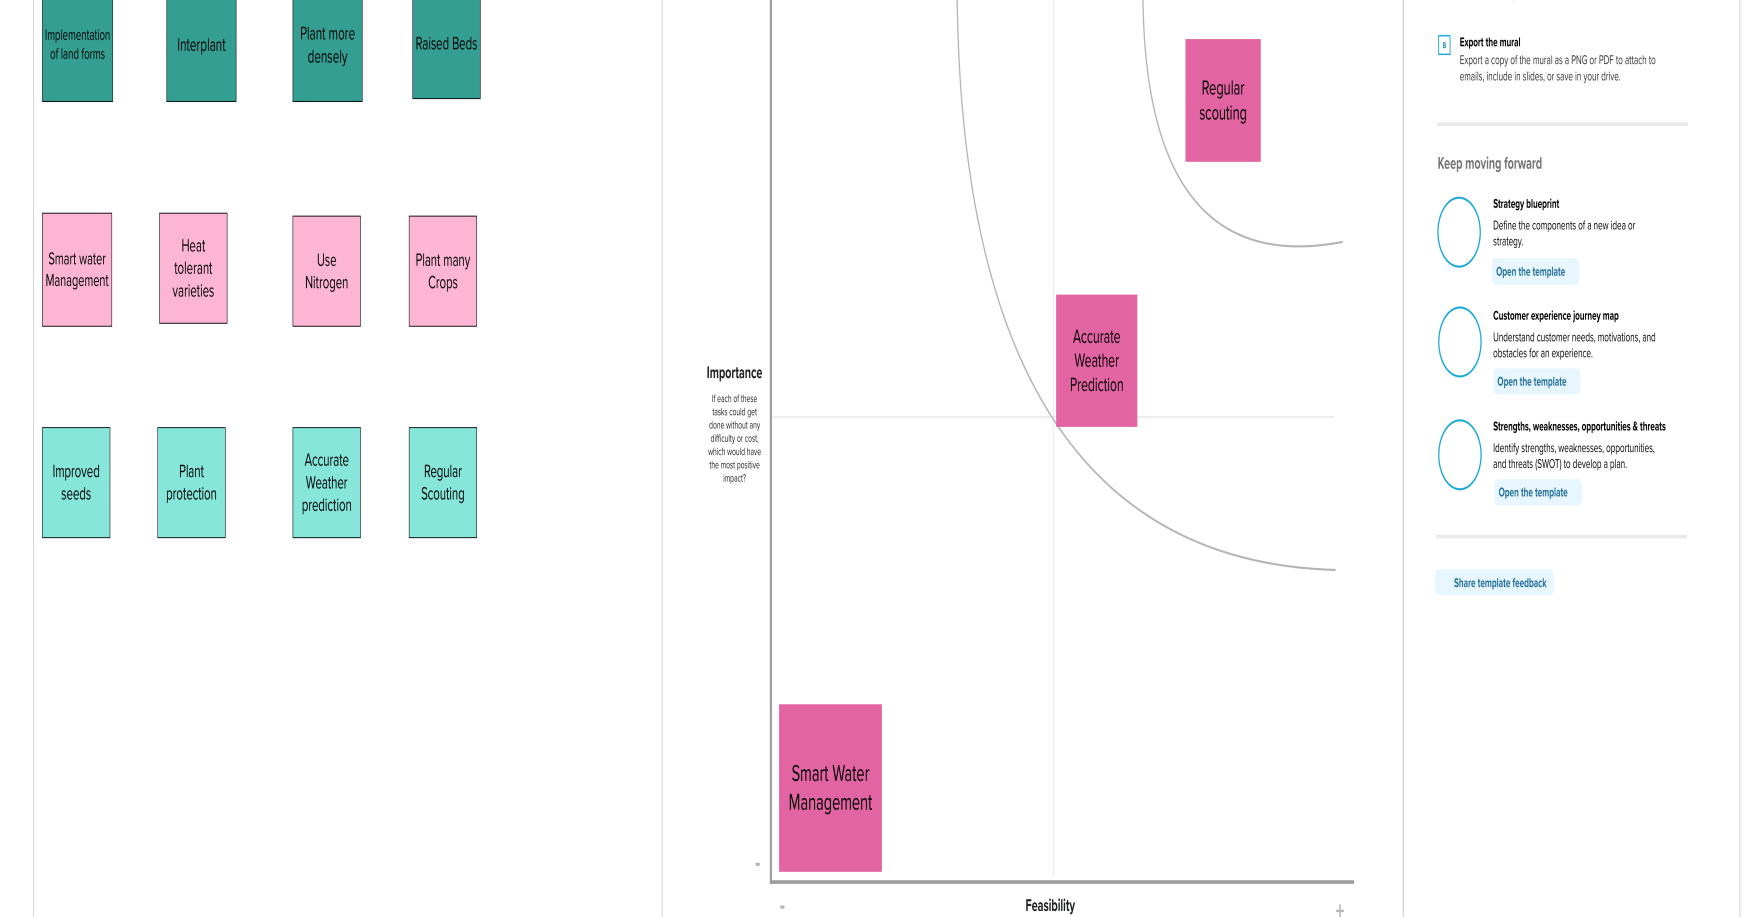 Implementation
of land forms
Interplant
Plant more
densely
Raised Beds
Smart water
Management
Heat
tolerant
varieties
Use
Nitrogen
Plant many
Crops
Improved
seeds
Plant
protection
Accurate
Weather
prediction
Regular
Scouting
Importance
If each of these
tasks could get
done without any
difficulty or cost,
which would have
the most positive
impact?
Regular
scouting
Accurate
Weather
Prediction
Smart Water
Management
-
-
Feasibility
+
B
Export the mural
Export a copy of the mural as a PNG or PDF to attach to
emails, include in slides, or save in your drive.
Keep moving forward
Strategy blueprint
Define the components of a new idea or
strategy.
Open the template
Customer experience journey map
Understand customer needs, motivations, and
obstacles for an experience.
Open the template
Strengths, weaknesses, opportunities & threats
Identify strengths, weaknesses, opportunities,
and threats (SWOT) to develop a plan.
Open the template
Share template feedback